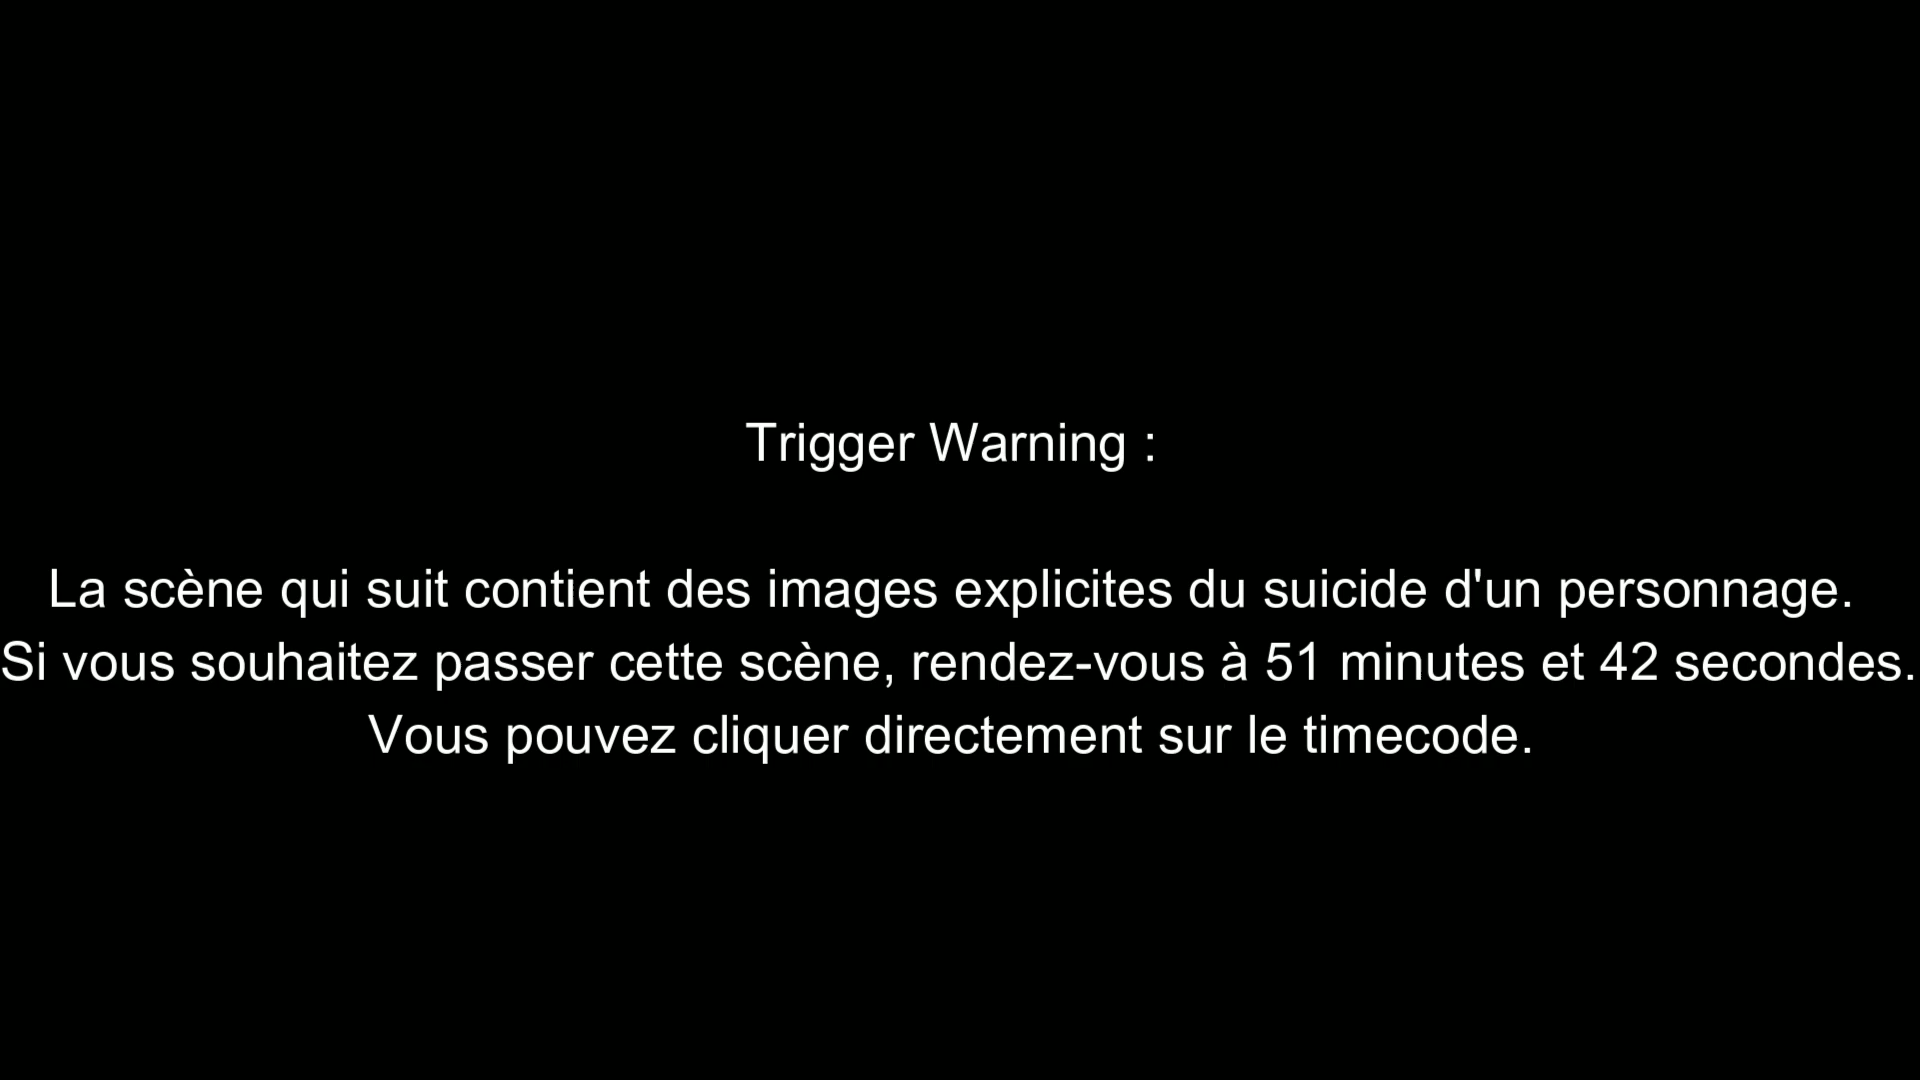 Trigger Warning :
La scène qui suit contient des images explicites du suicide d'un personnage.
Si vous souhaitez passer cette scène, rendez-vous à 51 minutes et 42 secondes.
Vous pouvez cliquer directement sur le timecode.